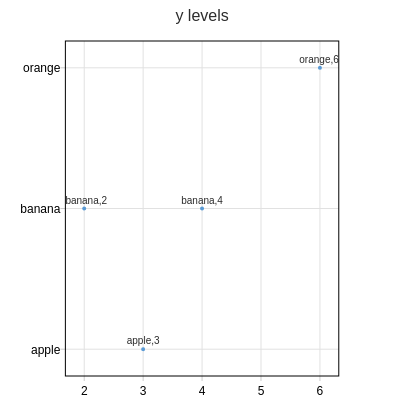 y levels
orange
orange,6
banana
banana,2
banana,4
apple
apple,3
2 3 4 5 6